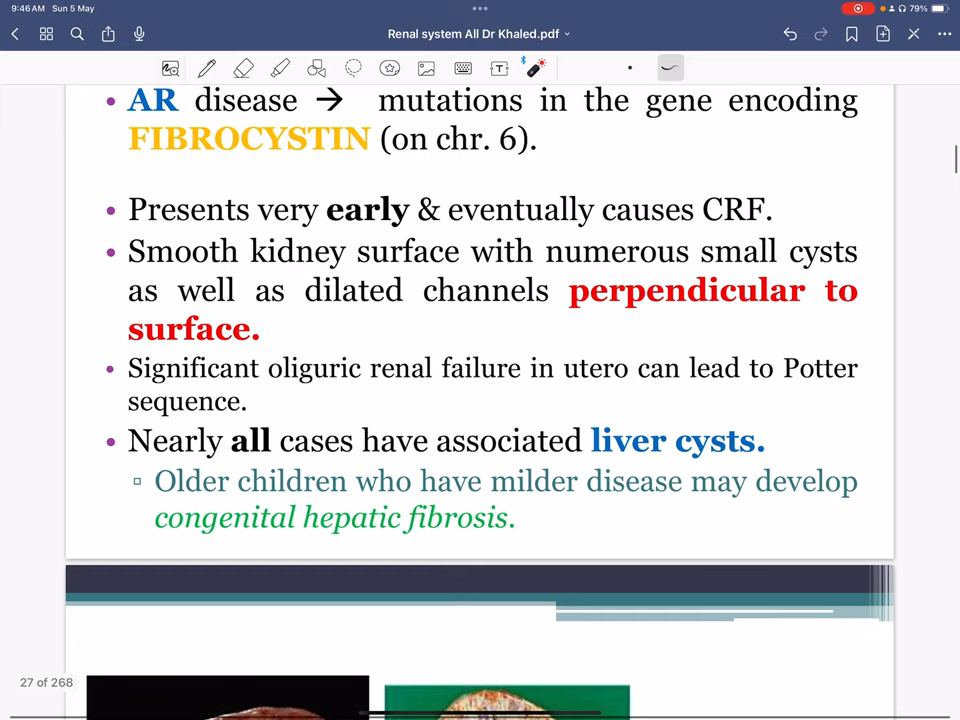 9:46 AM Sun 5 May
79%
Renal system All Dr Khaled.pdf
• AR disease → mutations in the gene encoding
FIBROCYSTIN (on chr. 6).
• Presents very early & eventually causes CRF.
• Smooth kidney surface with numerous small cysts
as well as dilated channels perpendicular to
surface.
• Significant oliguric renal failure in utero can lead to Potter
sequence.
• Nearly all cases have associated liver cysts.
▫ Older children who have milder disease may develop
congenital hepatic fibrosis.
27 of 268